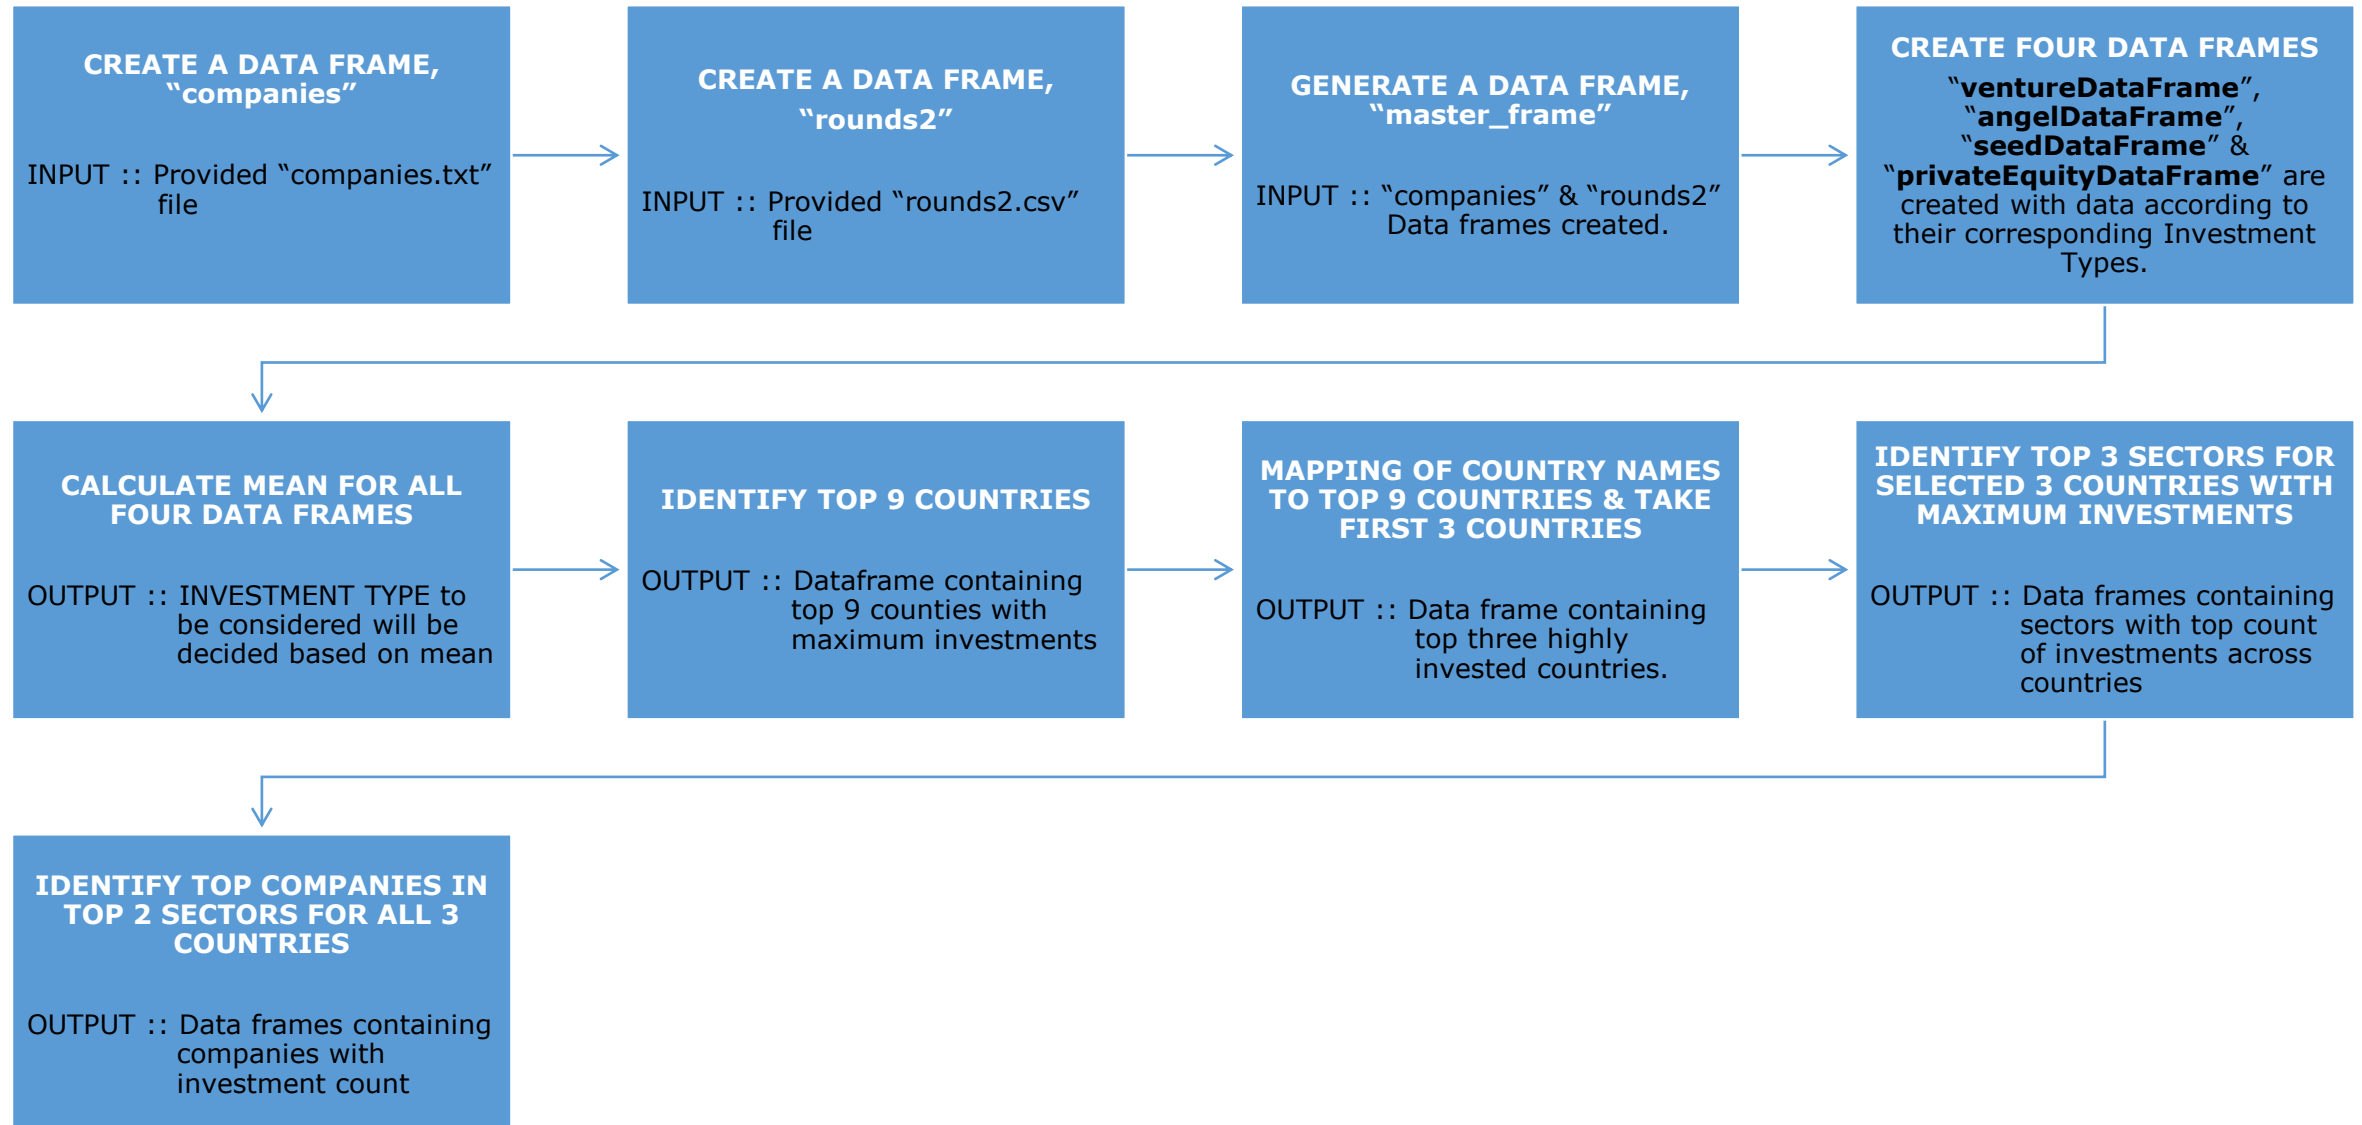 CREATE A DATA FRAME,
“companies”
INPUT :: Provided “companies.txt”
file
CREATE A DATA FRAME,
“rounds2”
INPUT :: Provided “rounds2.csv”
file
GENERATE A DATA FRAME,
“master_frame”
INPUT :: “companies” & “rounds2”
Data frames created.
CREATE FOUR DATA FRAMES
“ventureDataFrame”,
“angelDataFrame”,
“seedDataFrame” &
“privateEquityDataFrame” are
created with data according to
their corresponding Investment
Types.
CALCULATE MEAN FOR ALL
FOUR DATA FRAMES
OUTPUT :: INVESTMENT TYPE to
be considered will be
decided based on mean
IDENTIFY TOP 9 COUNTRIES
OUTPUT :: Dataframe containing
top 9 counties with
maximum investments
MAPPING OF COUNTRY NAMES
TO TOP 9 COUNTRIES & TAKE
FIRST 3 COUNTRIES
OUTPUT :: Data frame containing
top three highly
invested countries.
IDENTIFY TOP 3 SECTORS FOR
SELECTED 3 COUNTRIES WITH
MAXIMUM INVESTMENTS
OUTPUT :: Data frames containing
sectors with top count
of investments across
countries
IDENTIFY TOP COMPANIES IN
TOP 2 SECTORS FOR ALL 3
COUNTRIES
OUTPUT :: Data frames containing
companies with
investment count